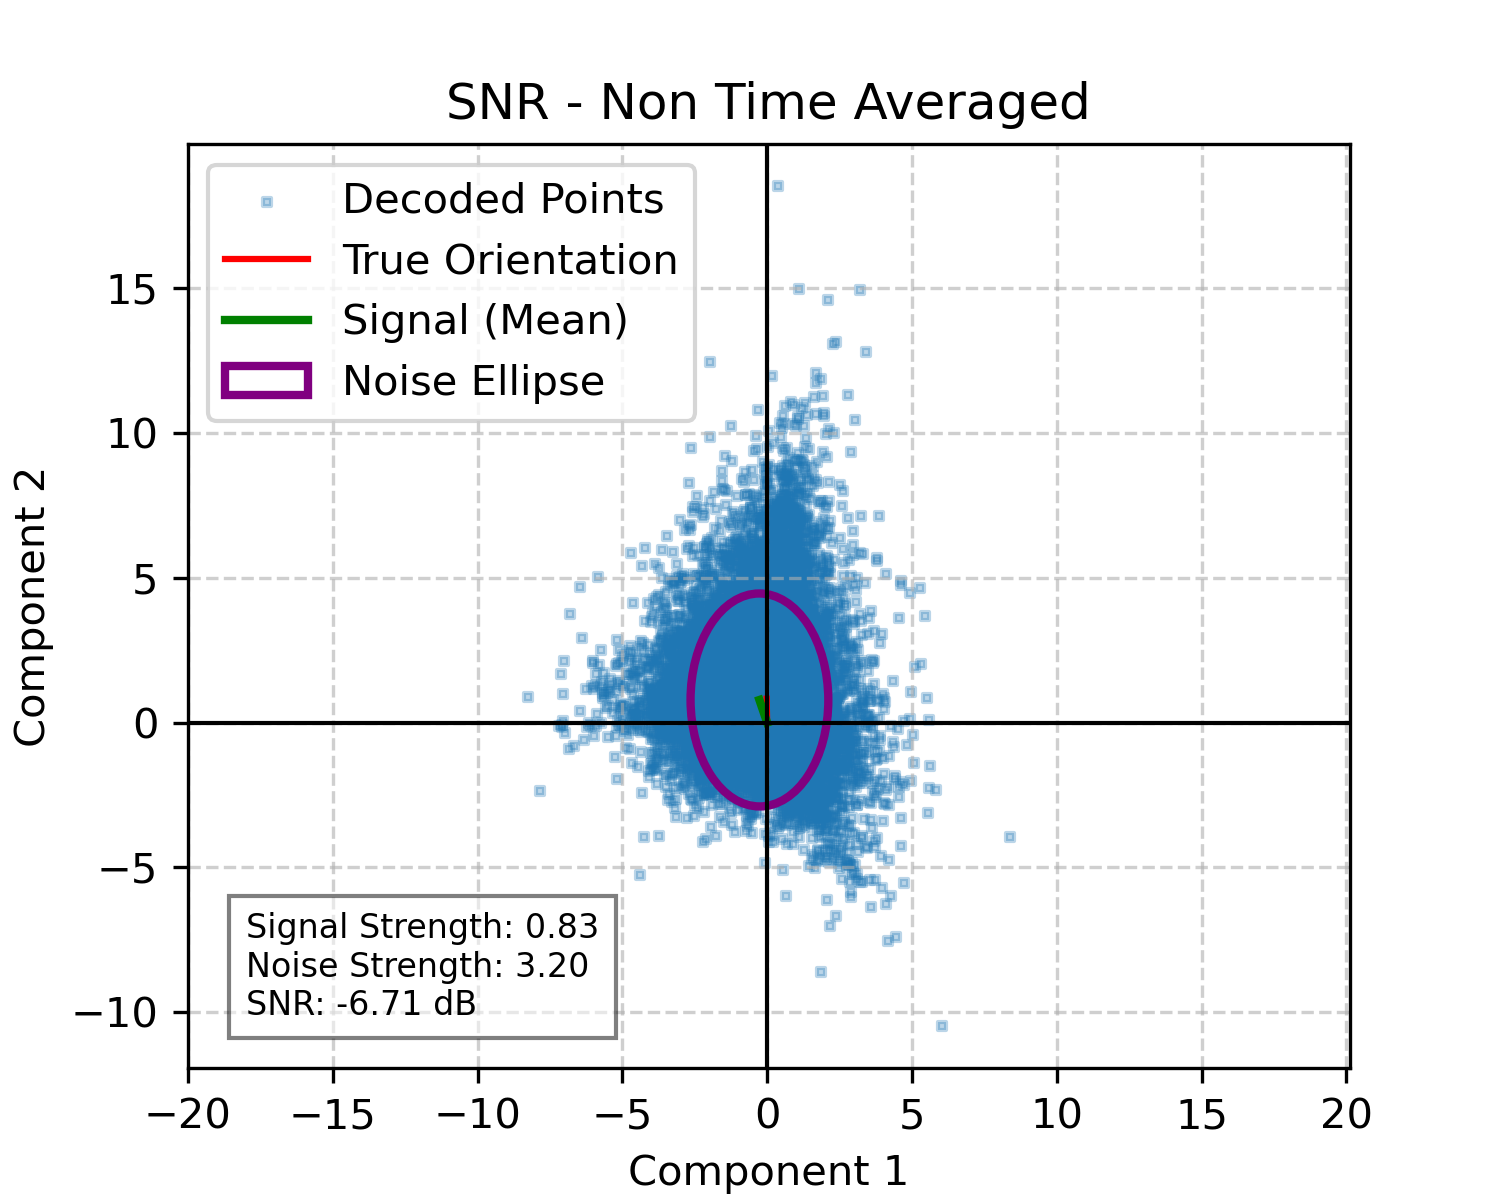 SNR - Non Time Averaged
Decoded Points
True Orientation
Signal (Mean)
Noise Ellipse
15
10
5
0
−5
−10
Component 2
Signal Strength: 0.83
Noise Strength: 3.20
SNR: -6.71 dB
−20 −15 −10 −5 0 5 10 15 20
Component 1